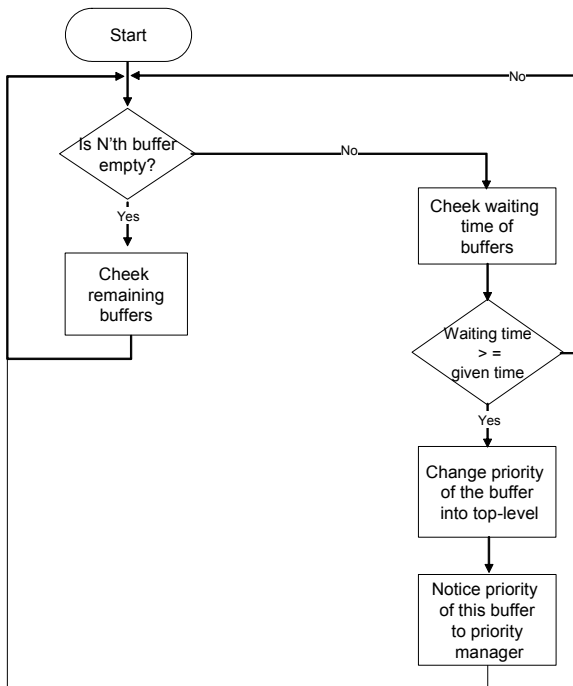 Start
No
Is N'th buffer
empty?
No
Yes
Cheek waiting
time of
buffers
Cheek
remaining
buffers
Waiting time
> =
given time
Yes
Change priority
of the buffer
into top-level
Notice priority
of this buffer
to priority
manager